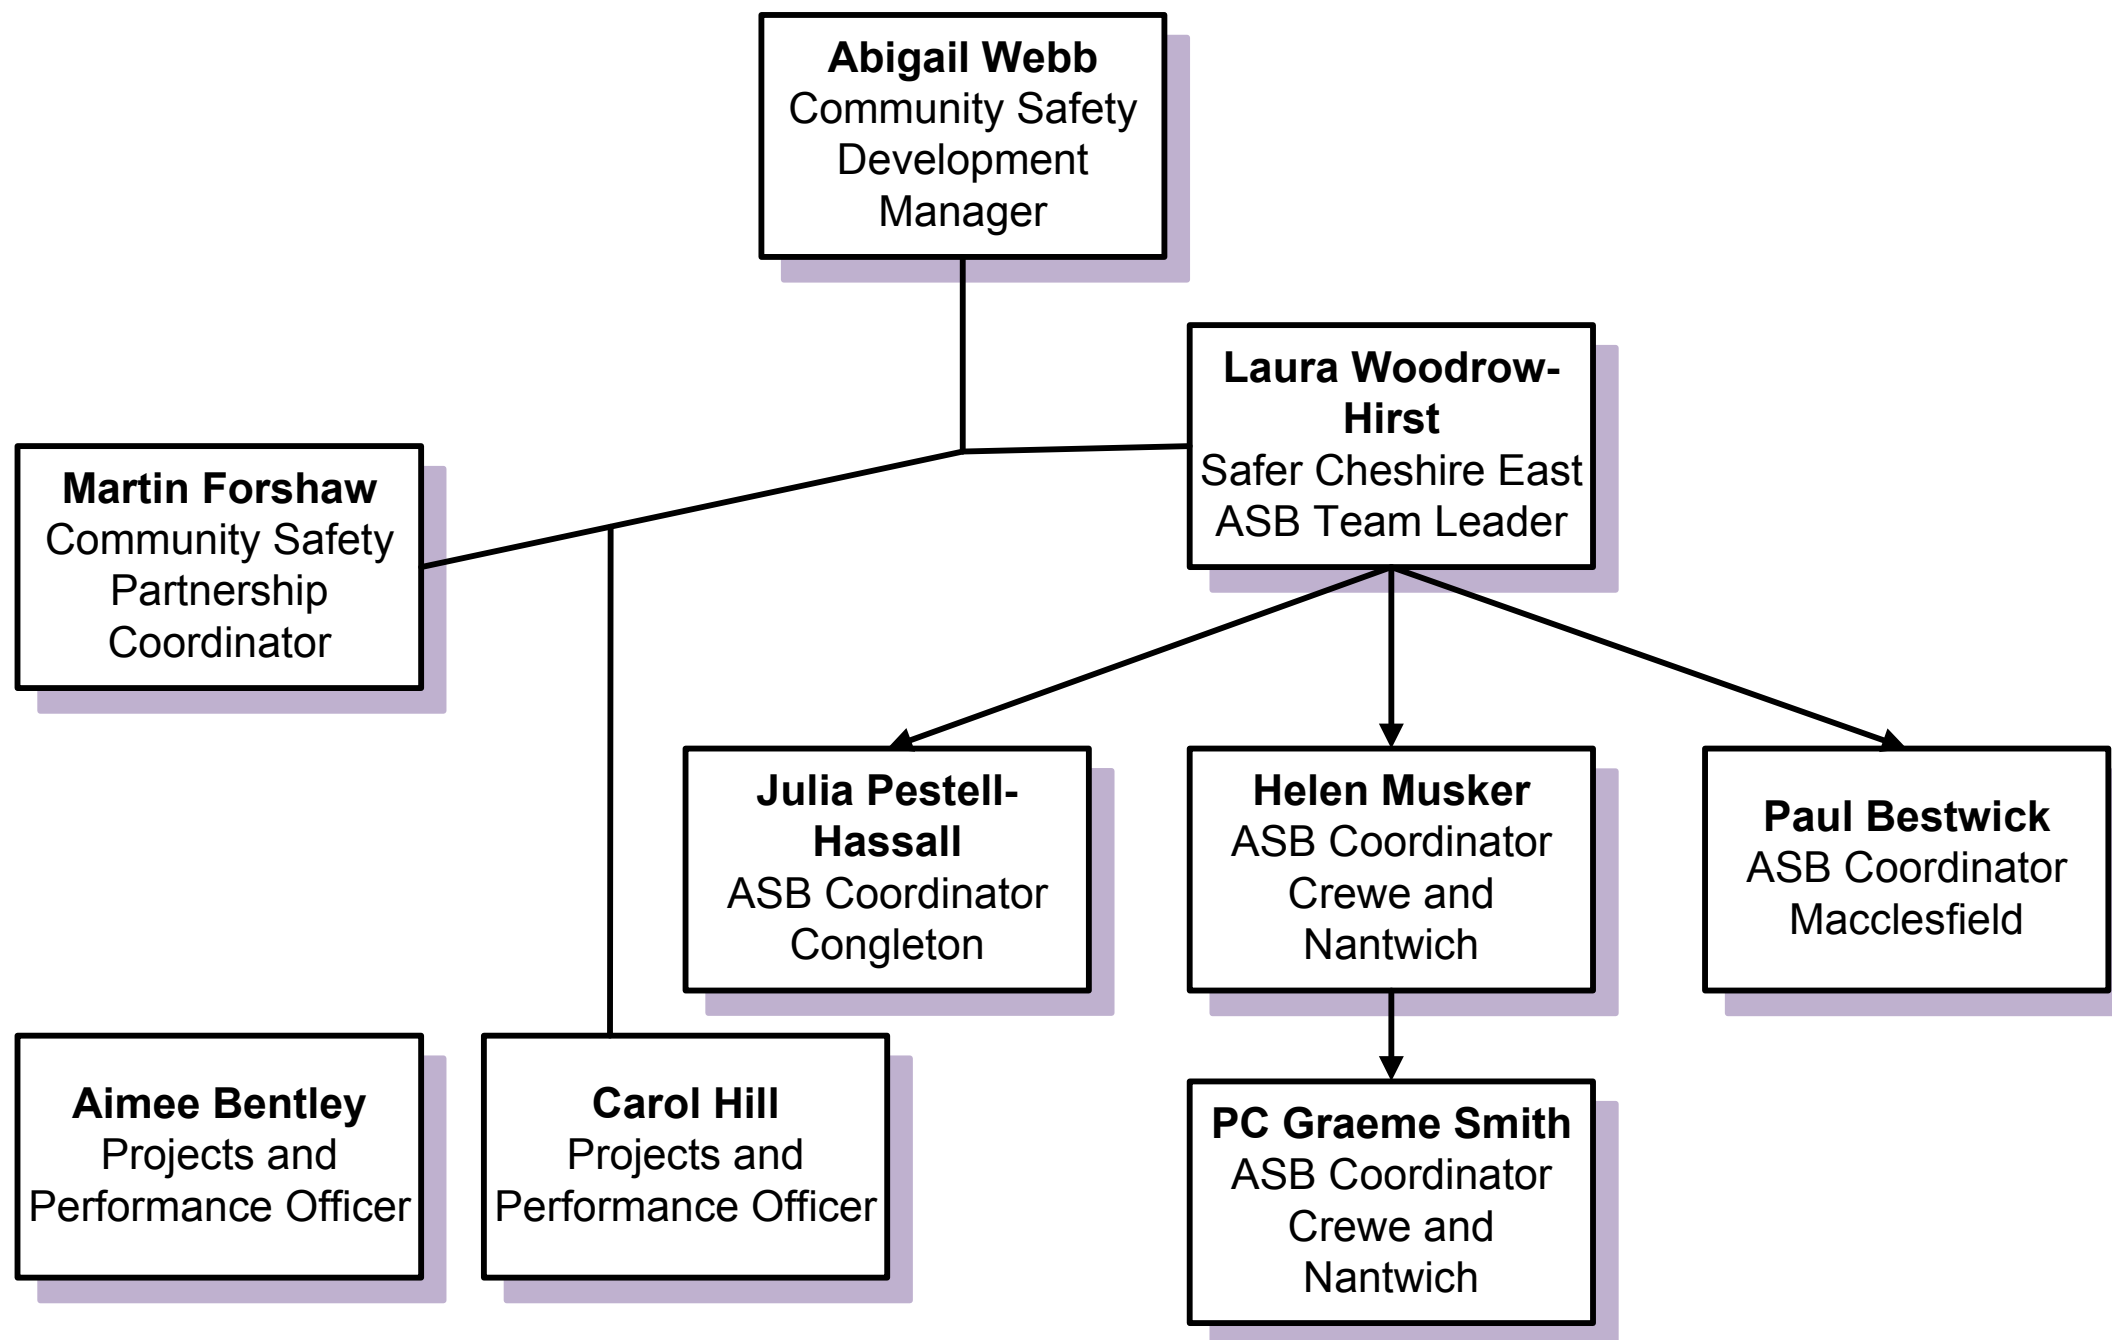 Abigail Webb
Community Safety
Development
Manager
Laura Woodrow-
Hirst
Safer Cheshire East
ASB Team Leader
Martin Forshaw
Community Safety
Partnership
Coordinator
Julia Pestell-
Hassall
ASB Coordinator
Congleton
Helen Musker
ASB Coordinator
Crewe and
Nantwich
Paul Bestwick
ASB Coordinator
Macclesfield
Aimee Bentley
Projects and
Performance Officer
Carol Hill
Projects and
Performance Officer
PC Graeme Smith
ASB Coordinator
Crewe and
Nantwich